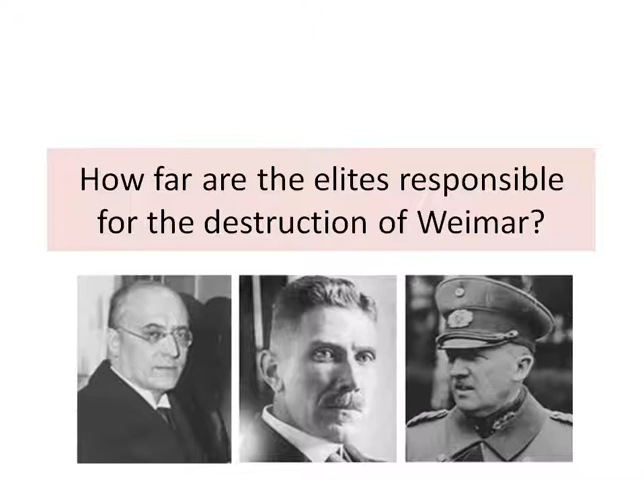 How far are the elites responsible
for the destruction of Weimar?